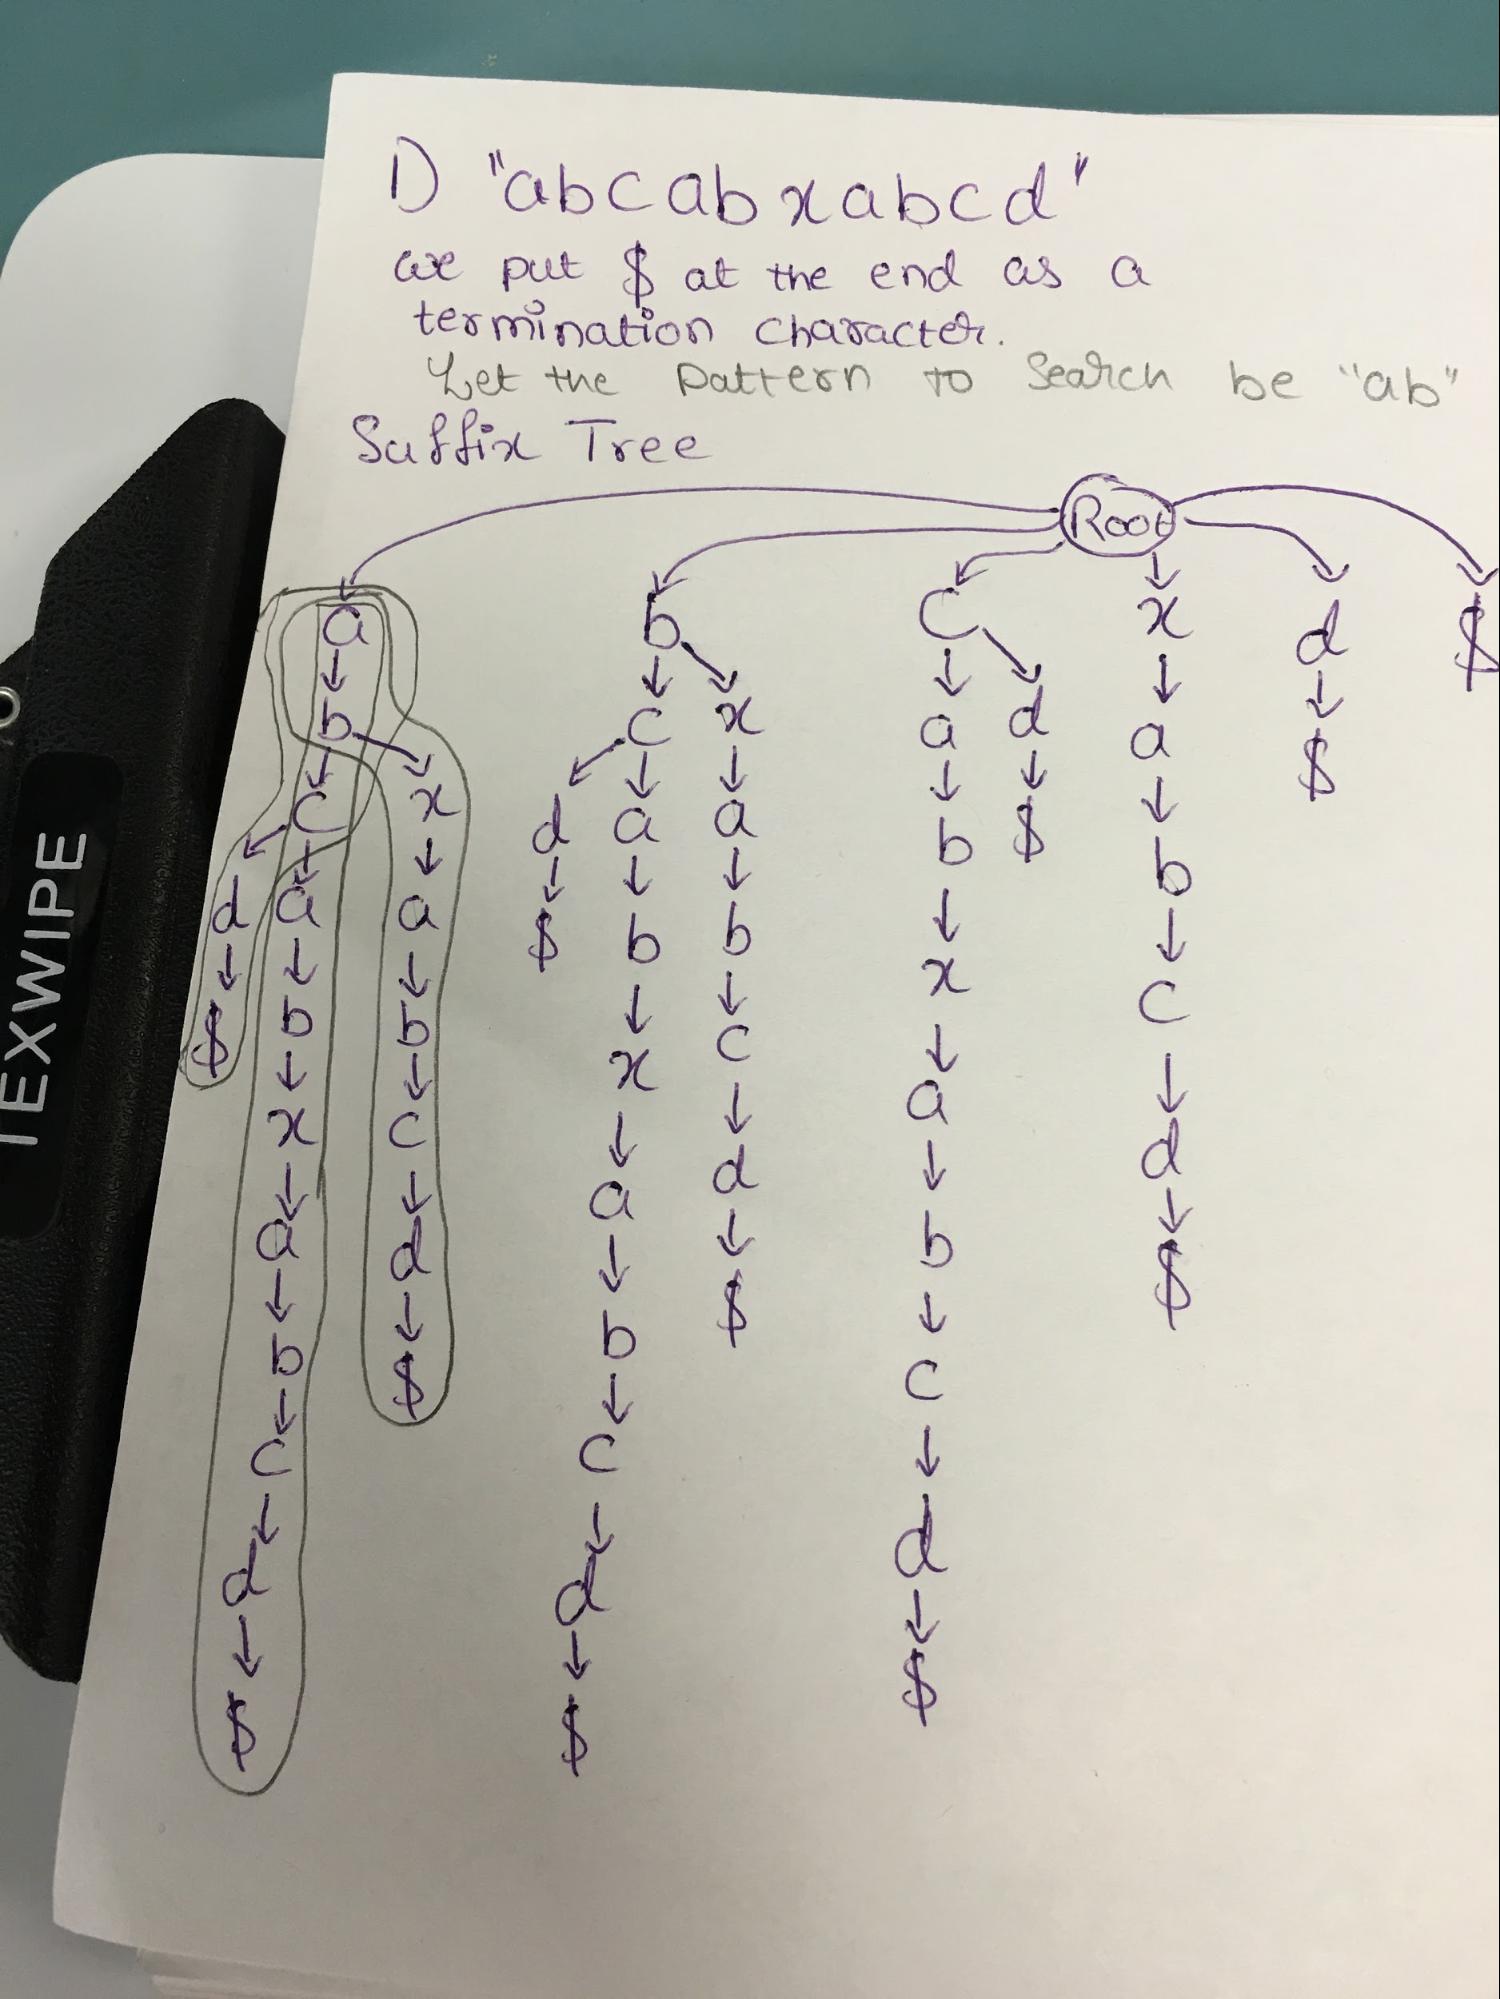 1) "abcabxabcd"
we put $ at the end as a
termination character.
Let the Pattern to Search be "ab"
Suffix Tree
Root
a b c x d $
a b c a b x a b c d $
d $
x a b c d $
b c a b x a b c d $
d $
x a b c d $
c a b x a b c d $
d $
x a b c d $
d $
$
TEXWIPE